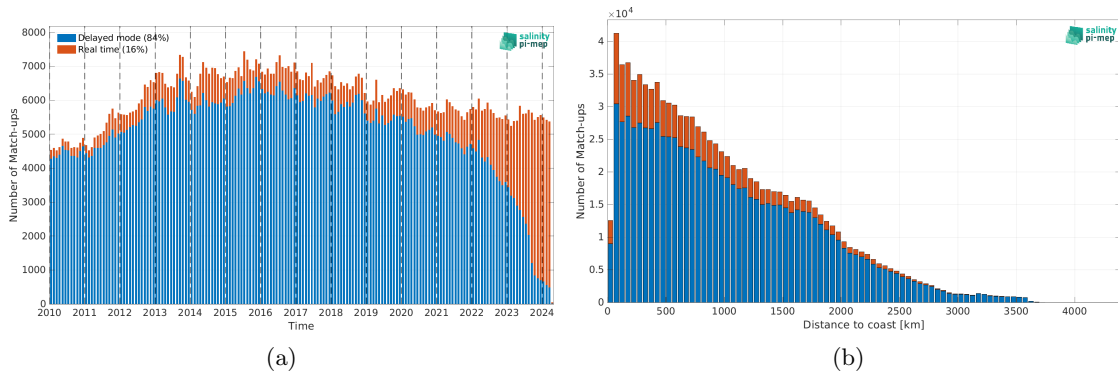 ×10⁴
8000
7000
6000
5000
4000
3000
2000
1000
0
Number of Match-ups
Delayed mode (84%)
Real time (16%)
salinity
pi-mep
2010 2011 2012 2013 2014 2015 2016 2017 2018 2019 2020 2021 2022 2023 2024
Time
(a)
4
3.5
3
2.5
2
1.5
1
0.5
0
Number of Match-ups
salinity
pi-mep
0 500 1000 1500 2000 2500 3000 3500 4000
Distance to coast [km]
(b)